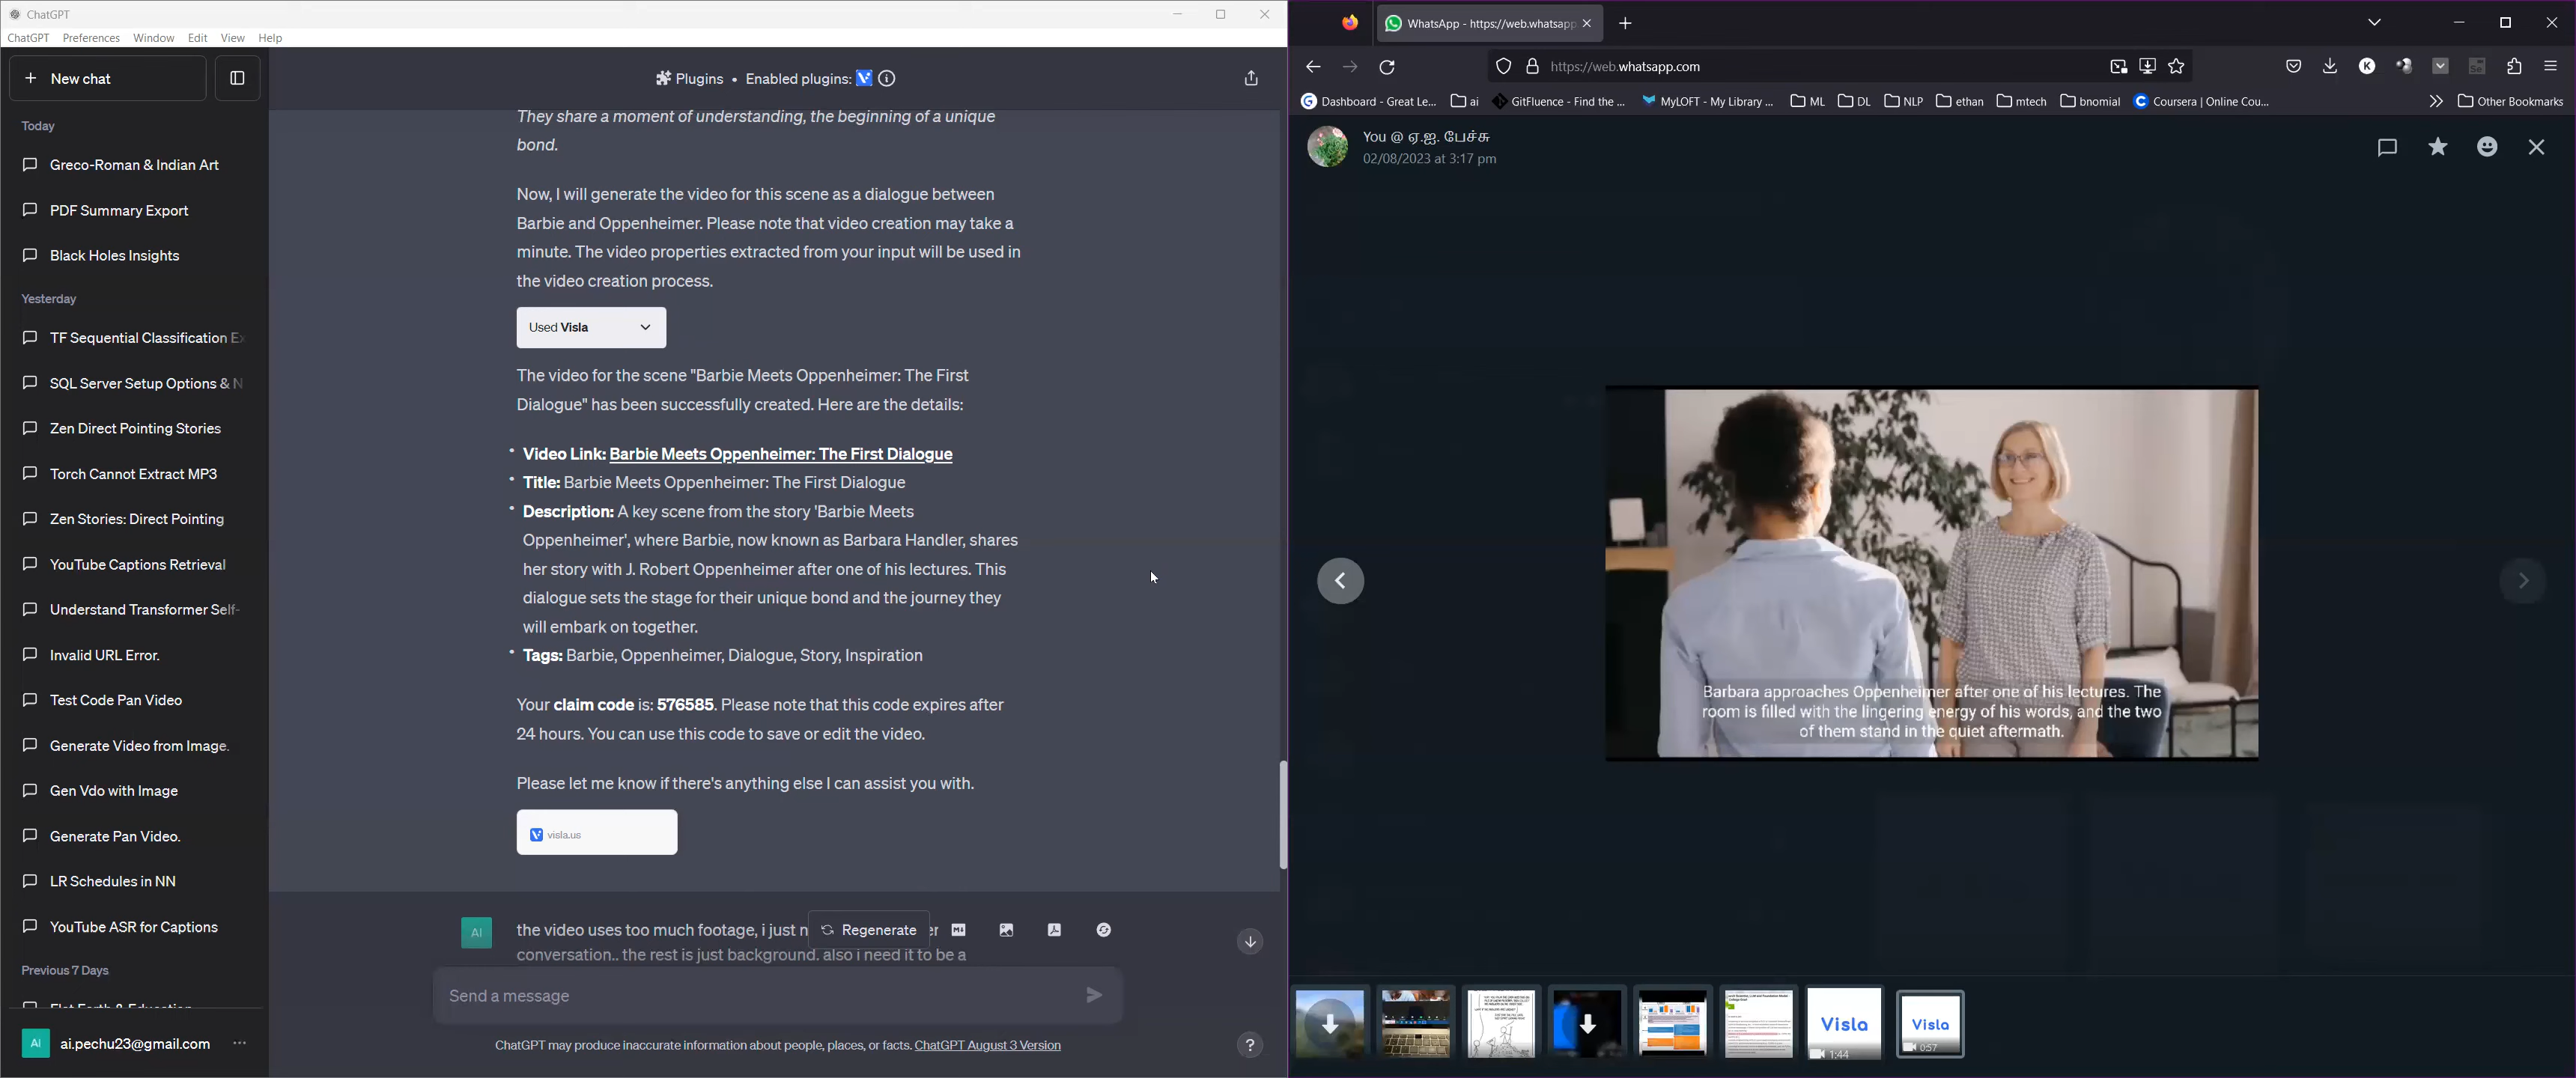 ChatGPT
ChatGPT Preferences Window Edit View Help
New chat
Today
Greco-Roman & Indian Art
PDF Summary Export
Black Holes Insights
Yesterday
TF Sequential Classification Ex
SQL Server Setup Options & N
Zen Direct Pointing Stories
Torch Cannot Extract MP3
Zen Stories: Direct Pointing
YouTube Captions Retrieval
Understand Transformer Self-
Invalid URL Error.
Test Code Pan Video
Generate Video from Image.
Gen Vdo with Image
Generate Pan Video.
LR Schedules in NN
YouTube ASR for Captions
Previous 7 Days
AI ai.pechu23@gmail.com
Plugins • Enabled plugins:
They share a moment of understanding, the beginning of a unique
bond.
Now, I will generate the video for this scene as a dialogue between
Barbie and Oppenheimer. Please note that video creation may take a
minute. The video properties extracted from your input will be used in
the video creation process.
Used Visla
The video for the scene "Barbie Meets Oppenheimer: The First
Dialogue" has been successfully created. Here are the details:
• Video Link: Barbie Meets Oppenheimer: The First Dialogue
• Title: Barbie Meets Oppenheimer: The First Dialogue
• Description: A key scene from the story 'Barbie Meets
Oppenheimer', where Barbie, now known as Barbara Handler, shares
her story with J. Robert Oppenheimer after one of his lectures. This
dialogue sets the stage for their unique bond and the journey they
will embark on together.
• Tags: Barbie, Oppenheimer, Dialogue, Story, Inspiration
Your claim code is: 576585. Please note that this code expires after
24 hours. You can use this code to save or edit the video.
Please let me know if there's anything else I can assist you with.
visla.us
AI the video uses too much footage, i just n Regenerate er
conversation.. the rest is just background. also i need it to be a
Send a message
ChatGPT may produce inaccurate information about people, places, or facts. ChatGPT August 3 Version
?
WhatsApp - https://web.whatsapp
https://web.whatsapp.com
K
Dashboard - Great Le... ai GitFluence - Find the ... MyLOFT - My Library ... ML DL NLP ethan mtech bnomial Coursera | Online Cou... Other Bookmarks
You @ ஏ.ஐ. பேச்சு
02/08/2023 at 3:17 pm
Barbara approaches Oppenheimer after one of his lectures. The
room is filled with the lingering energy of his words, and the two
of them stand in the quiet aftermath.
Visla
1:44
Visla
0:57